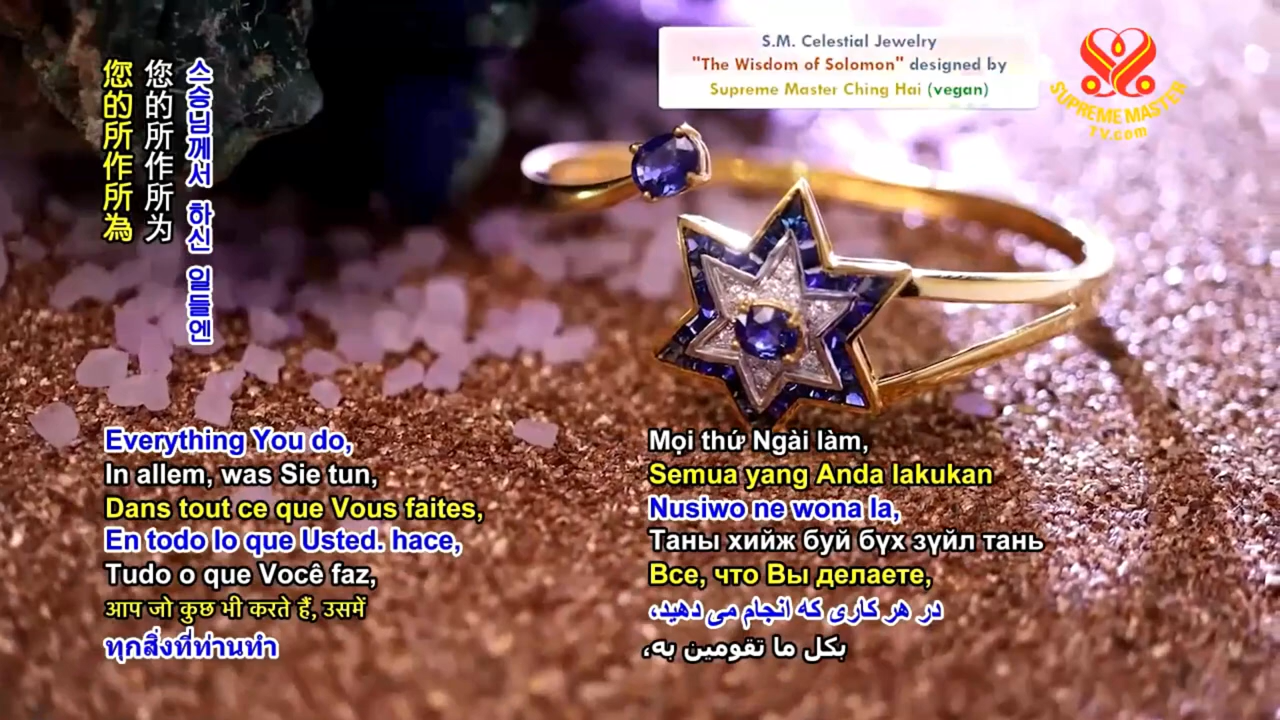 S.M. Celestial Jewelry
"The Wisdom of Solomon" designed by
Supreme Master Ching Hai (vegan)
SUPREME MASTER
TV.com
您的所作所為
您的所作所为
스승님께서 하신 일들엔
Everything You do,
In allem, was Sie tun,
Dans tout ce que Vous faites,
En todo lo que Usted. hace,
Tudo o que Você faz,
आप जो कुछ भी करते हैं, उसमें
ทุกสิ่งที่ท่านทำ
Mọi thứ Ngài làm,
Semua yang Anda lakukan
Nusiwo ne wona la,
Таны хийж буй бүх зүйл тань
Все, что Вы делаете,
در هر کاری که انجام می دهید،
بكل ما تقومين به،